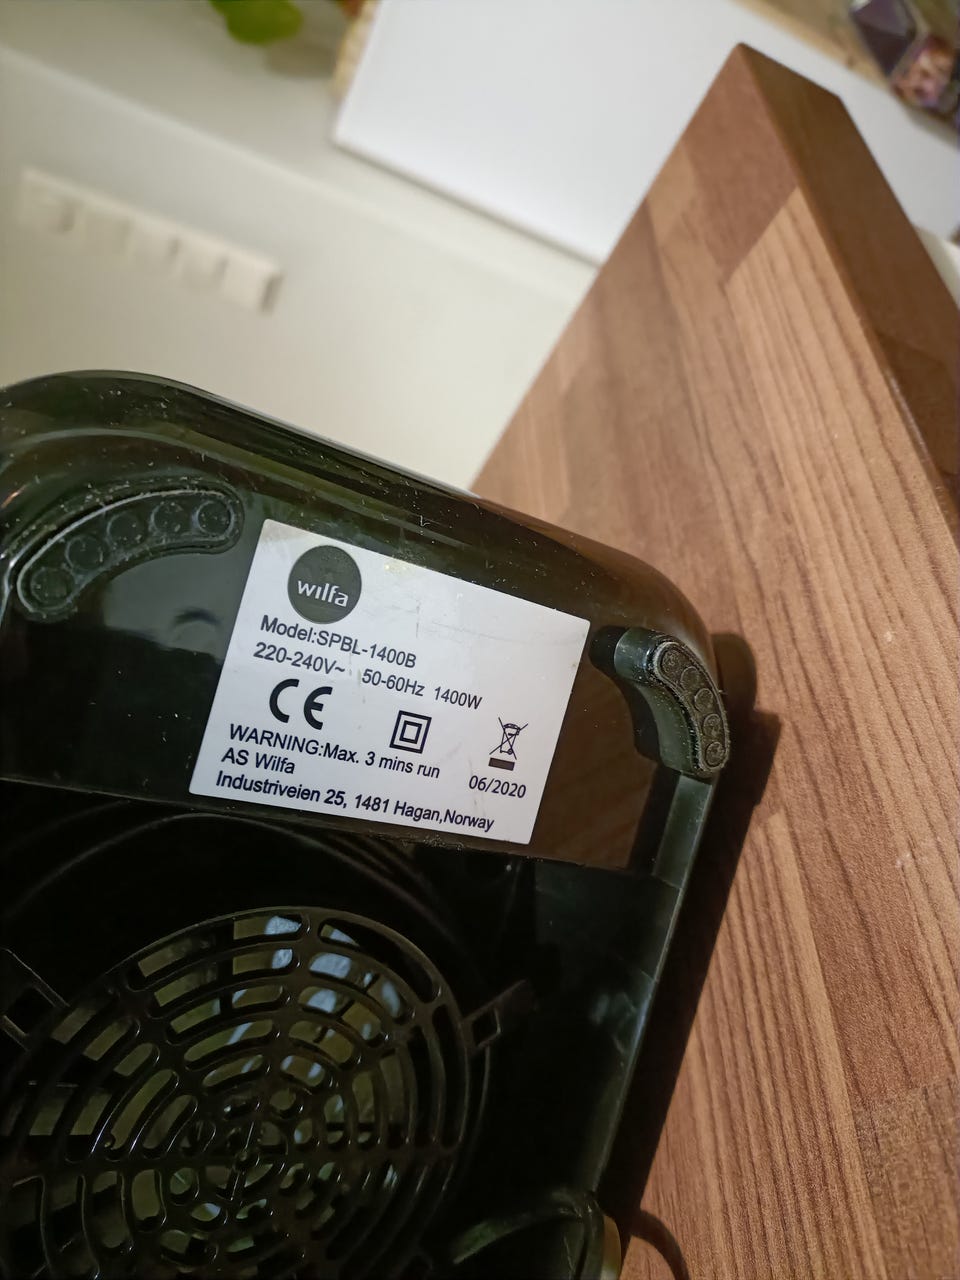 wilfa
Model:SPBL-1400B
220-240V~ 50-60Hz 1400W
CE
WARNING:Max. 3 mins run
AS Wilfa
06/2020
Industriveien 25, 1481 Hagan,Norway